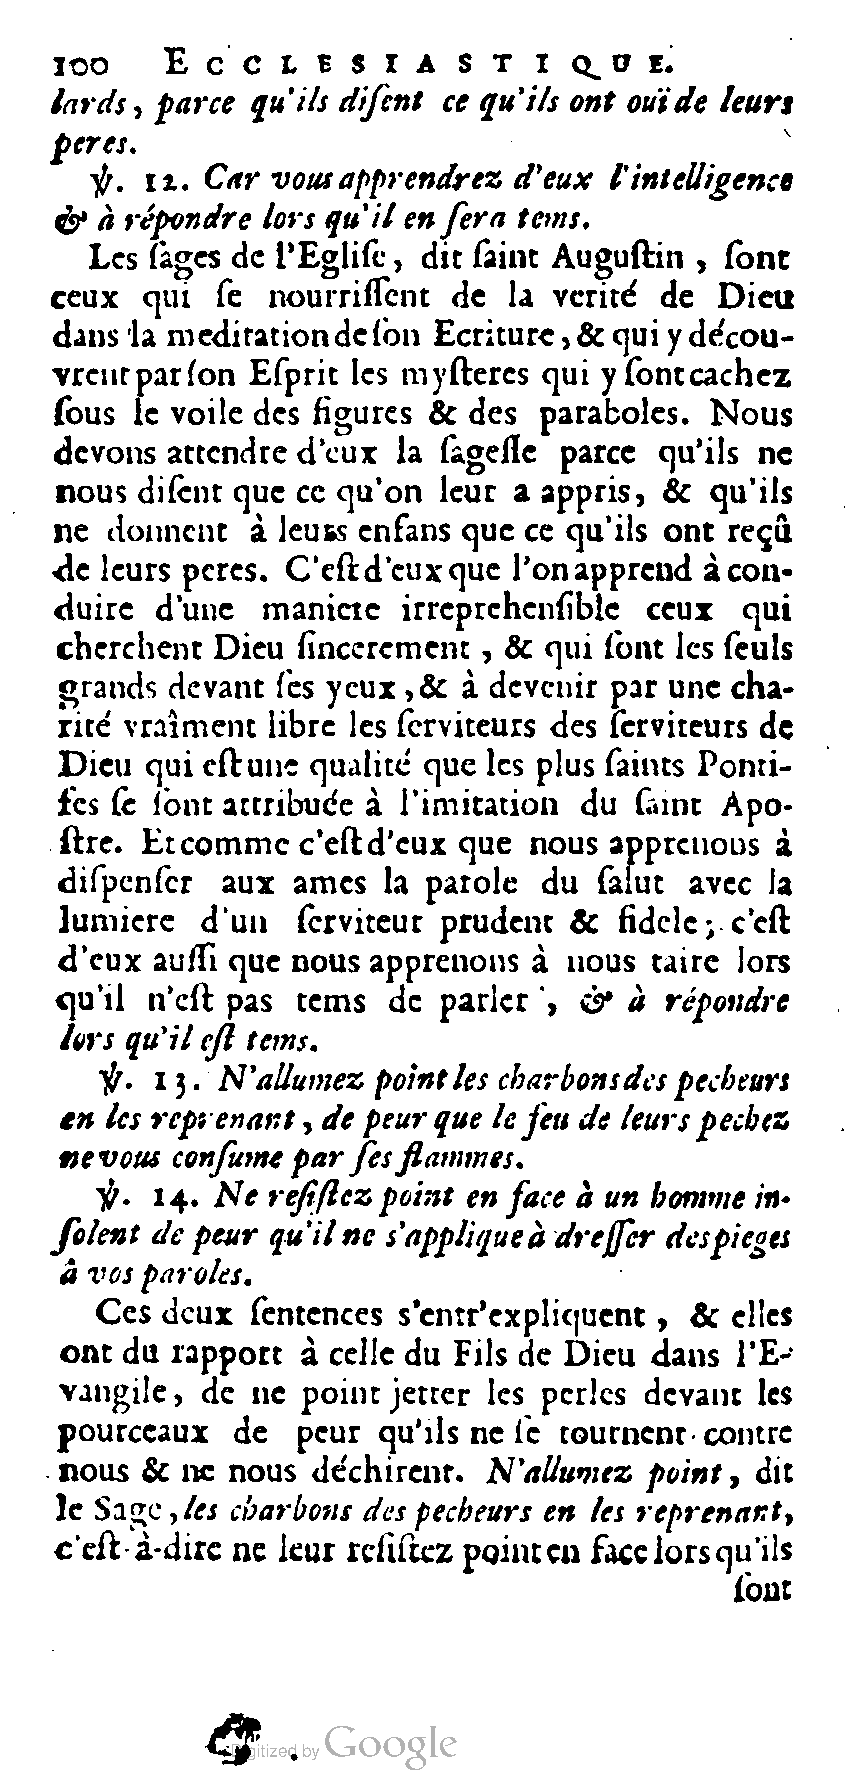 100 ECCLESIASTIQUE.
lards, parce qu'ils diſent ce qu'ils ont ouï de leurs
peres.
℣. 12. Car vous apprendrez d'eux l'intelligence
& à répondre lors qu'il en ſera tems.
Les ſages de l'Egliſe, dit ſaint Auguſtin, ſont
ceux qui ſe nourriſſent de la verité de Dieu
dans la meditation de ſon Ecriture, & qui y décou-
vrent par ſon Eſprit les myſteres qui y ſont cachez
ſous le voile des figures & des paraboles. Nous
devons attendre d'eux la ſageſſe parce qu'ils ne
nous diſent que ce qu'on leur a appris, & qu'ils
ne donnent à leurs enfans que ce qu'ils ont reçû
de leurs peres. C'eſt d'eux que l'on apprend à con-
duire d'une maniere irreprehenſible ceux qui
cherchent Dieu ſincerement, & qui ſont les ſeuls
grands devant ſes yeux, & à devenir par une cha-
rité vraîment libre les ſerviteurs des ſerviteurs de
Dieu qui eſt une qualité que les plus ſaints Ponti-
fes ſe ſont attribuée à l'imitation du ſaint Apo-
ſtre. Et comme c'eſt d'eux que nous apprenons à
diſpenſer aux ames la parole du ſalut avec la
lumiere d'un ſerviteur prudent & fidele; c'eſt
d'eux auſſi que nous apprenons à nous taire lors
qu'il n'eſt pas tems de parler, & à répondre
lors qu'il eſt tems.
℣. 13. N'allumez point les charbons des pecheurs
en les reprenant, de peur que le feu de leurs pechez
ne vous conſume par ſes flammes.
℣. 14. Ne reſiſtez point en face à un homme in-
ſolent de peur qu'il ne s'applique à dreſſer des pieges
à vos paroles.
Ces deux ſentences s'entr'expliquent, & elles
ont du rapport à celle du Fils de Dieu dans l'E-
vangile, de ne point jetter les perles devant les
pourceaux de peur qu'ils ne ſe tournent contre
nous & ne nous déchirent. N'allumez point, dit
le Sage, les charbons des pecheurs en les reprenant,
c'eſt-à-dire ne leur reſiſtez point en face lorsqu'ils
ſont
Digitized by Google